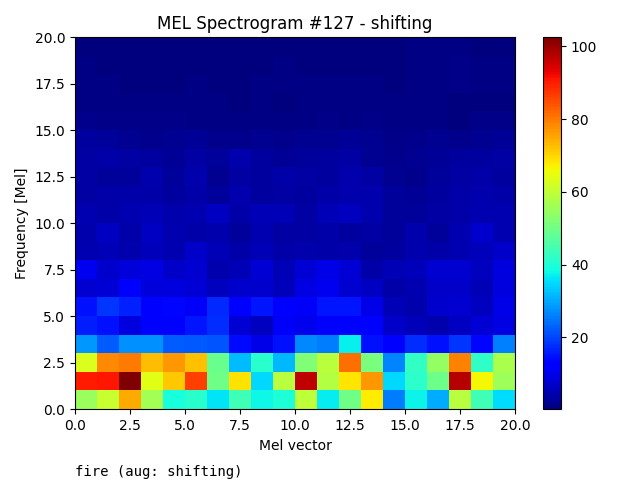 MEL Spectrogram #127 - shifting
20.0
17.5
15.0
12.5
10.0
7.5
5.0
2.5
0.0
Frequency [Mel]
0.0 2.5 5.0 7.5 10.0 12.5 15.0 17.5 20.0
Mel vector
100
80
60
40
20
fire (aug: shifting)